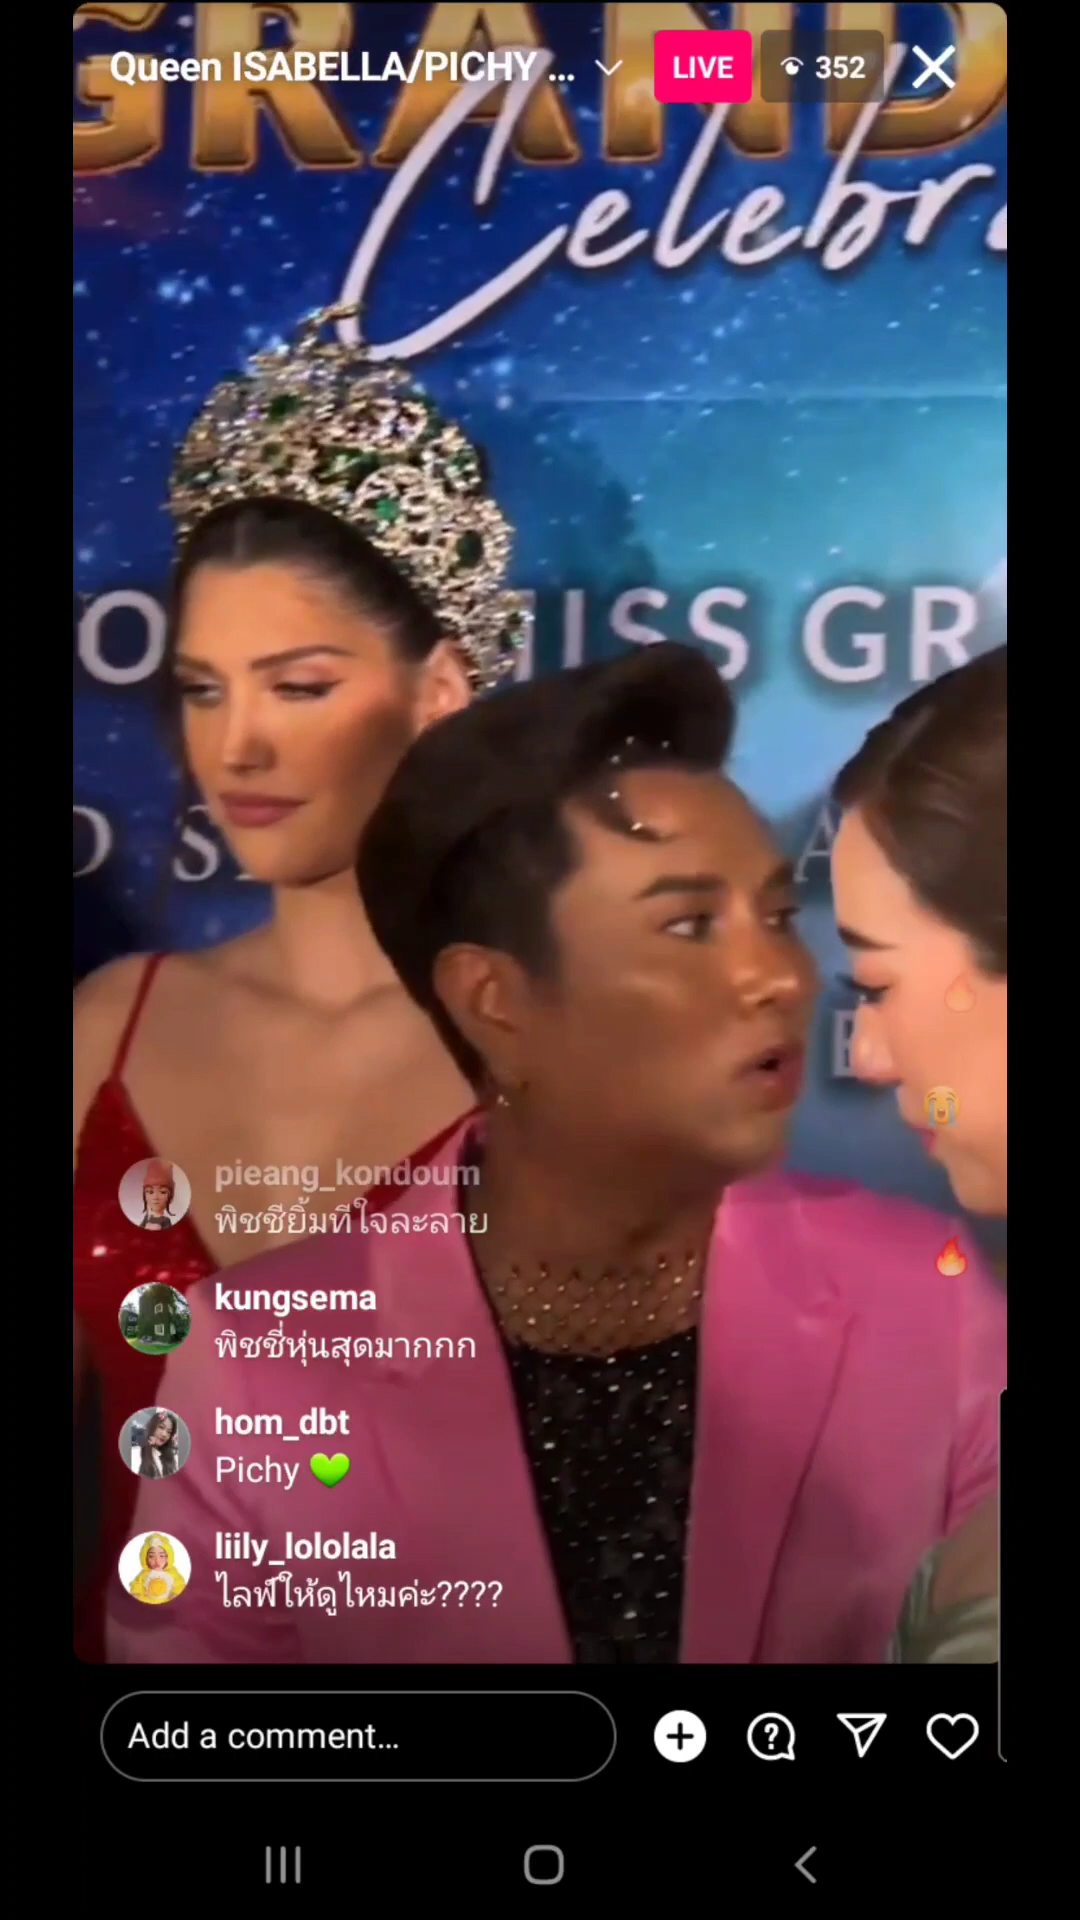 GRAND
Queen ISABELLA/PICHY ...
LIVE
352
Celebr
MISS GR
pieang_kondoum
พิชชียิ้มทีใจละลาย
kungsema
พิชชี่หุ่นสุดมากกก
hom_dbt
Pichy 💚
liily_lololala
ไลฟ์ให้ดูไหมค่ะ????
Add a comment...